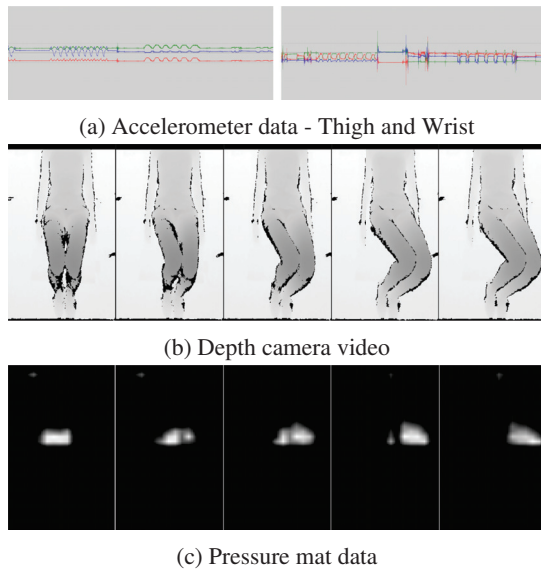 (a) Accelerometer data - Thigh and Wrist
(b) Depth camera video
(c) Pressure mat data